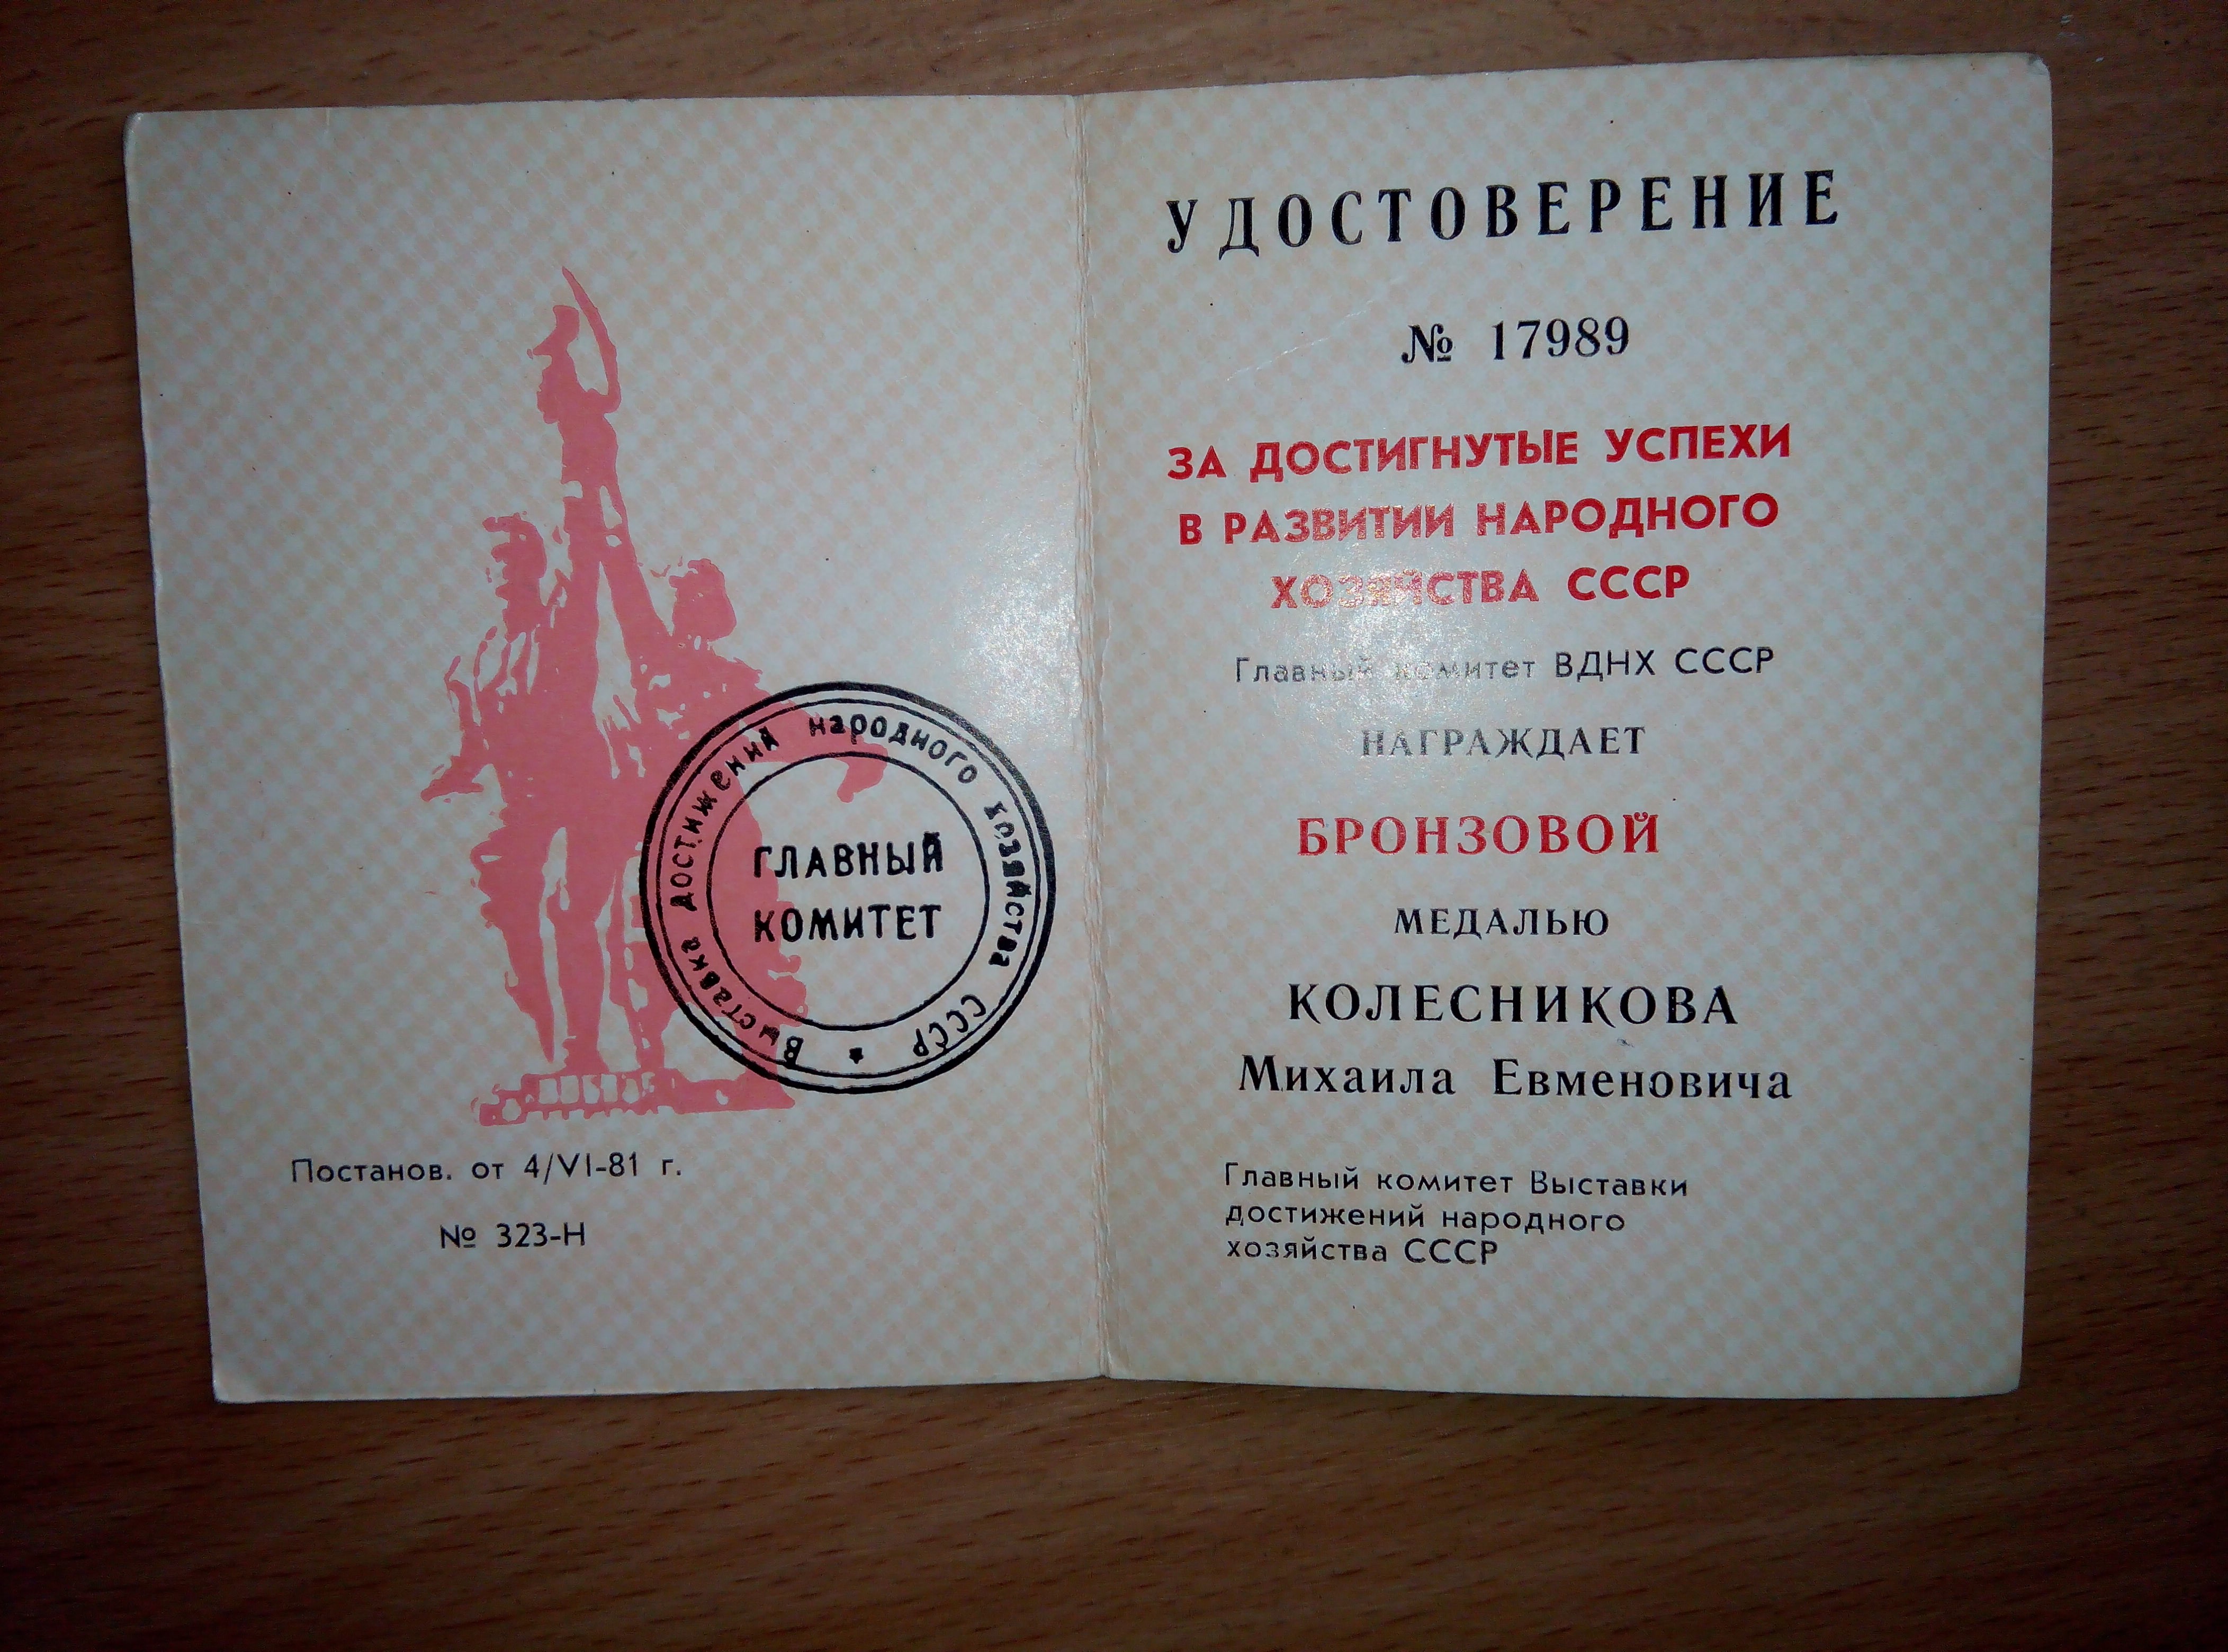 Выставка достижений народного хозяйства СССР *
ГЛАВНЫЙ
КОМИТЕТ
Постанов. от 4/VI-81 г.
№ 323-Н
УДОСТОВЕРЕНИЕ
№ 17989
ЗА ДОСТИГНУТЫЕ УСПЕХИ
В РАЗВИТИИ НАРОДНОГО
ХОЗЯЙСТВА СССР
Главный комитет ВДНХ СССР
НАГРАЖДАЕТ
БРОНЗОВОЙ
МЕДАЛЬЮ
КОЛЕСНИКОВА
Михаила Евменовича
Главный комитет Выставки
достижений народного
хозяйства СССР